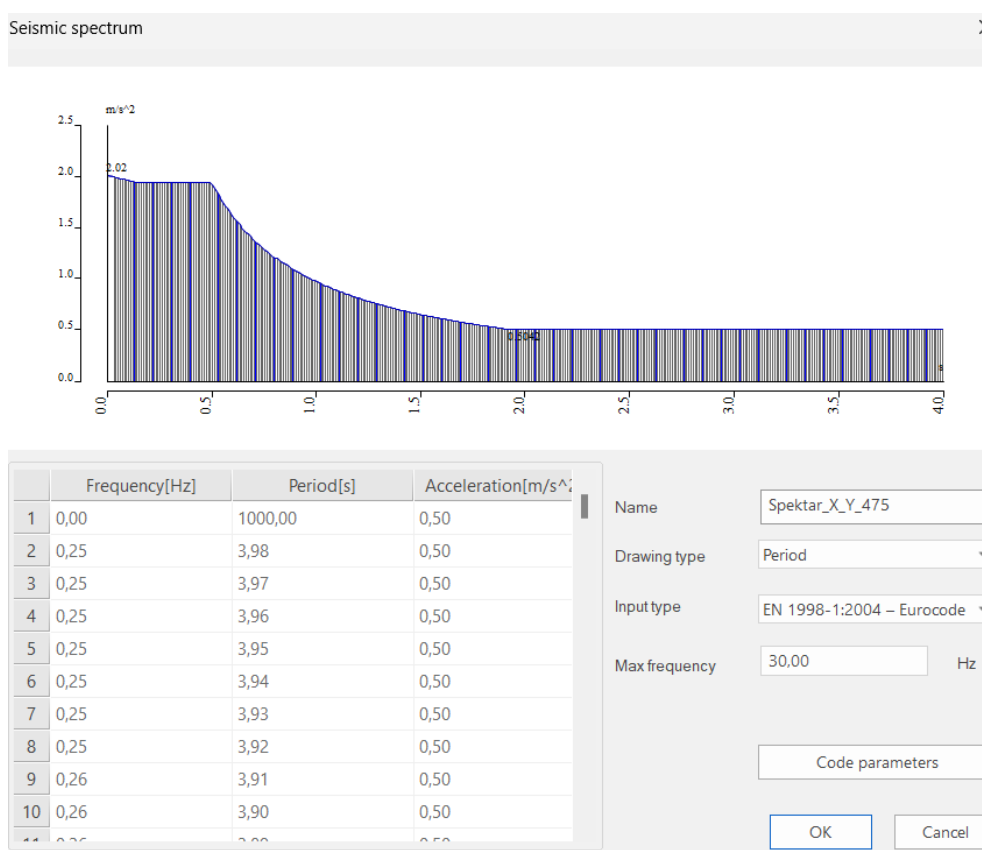 Seismic spectrum
m/s^2
2.5
2.02
2.0
1.5
1.0
0.5
0.5042
0.0
s
0.0 0.5 1.0 1.5 2.0 2.5 3.0 3.5 4.0
Frequency[Hz] Period[s] Acceleration[m/s^2
1 0,00 1000,00 0,50
2 0,25 3,98 0,50
3 0,25 3,97 0,50
4 0,25 3,96 0,50
5 0,25 3,95 0,50
6 0,25 3,94 0,50
7 0,25 3,93 0,50
8 0,25 3,92 0,50
9 0,26 3,91 0,50
10 0,26 3,90 0,50
Name Spektar_X_Y_475
Drawing type Period
Input type EN 1998-1:2004 – Eurocode
Max frequency 30,00 Hz
Code parameters
OK Cancel